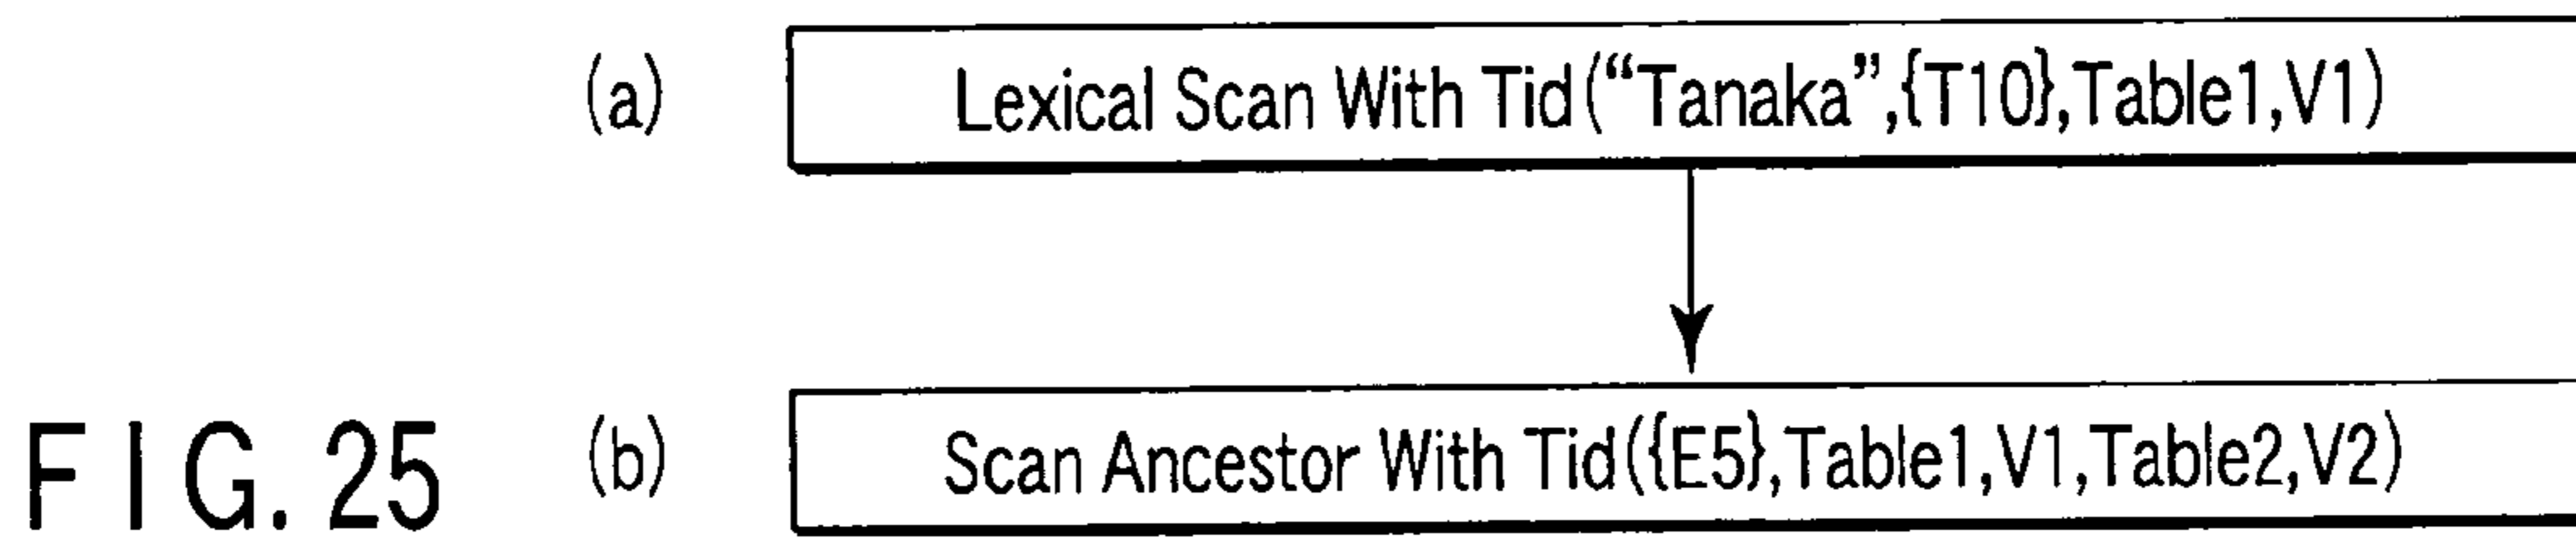 (a) Lexical Scan With Tid(“Tanaka”,{T10},Table1,V1)
FIG. 25 (b) Scan Ancestor With Tid({E5},Table1,V1,Table2,V2)